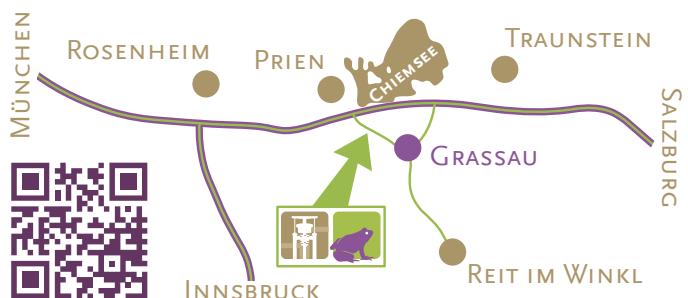 MÜNCHEN
ROSENHEIM
PRIEN
CHIEMSEE
TRAUNSTEIN
SALZBURG
GRASSAU
REIT IM WINKL
INNSBRUCK